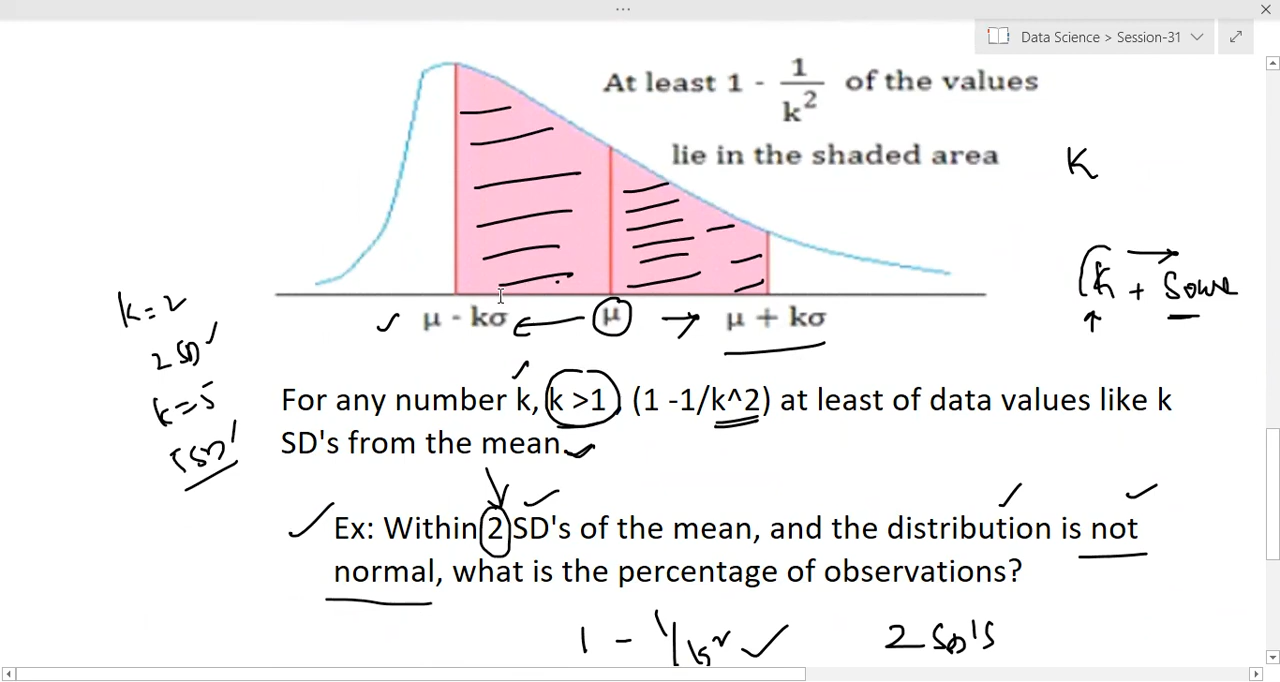 Data Science > Session-31
At least 1 - 1/k² of the values
lie in the shaded area
K
k + some
μ - kσ μ μ + kσ
k=2
2 SD'
k=5
5SD'
For any number k, k >1 (1 -1/k^2) at least of data values like k
SD's from the mean.
Ex: Within 2 SD's of the mean, and the distribution is not
normal, what is the percentage of observations?
1 - 1/k² 2 SD'S